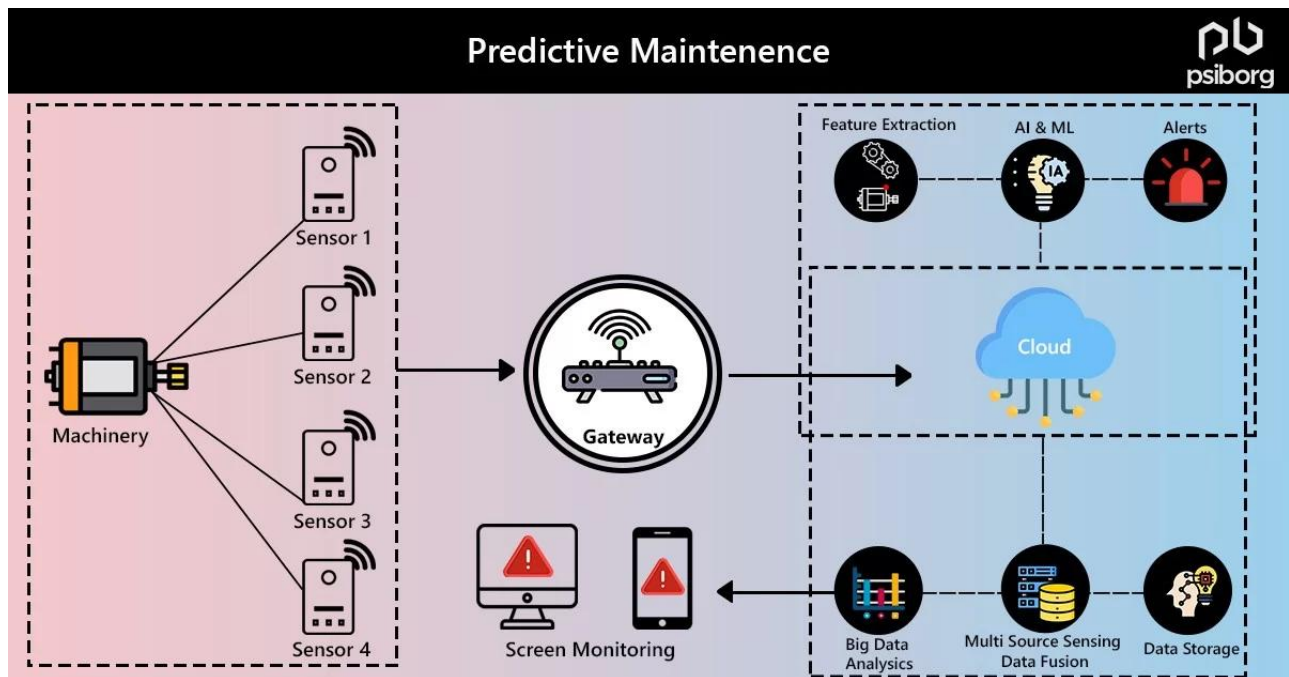 Predictive Maintenence
pb
psiborg
Feature Extraction
AI & ML
Alerts
IA
Sensor 1
Sensor 2
Cloud
Machinery
Gateway
Sensor 3
Sensor 4
Screen Monitoring
Big Data
Analysics
Multi Source Sensing
Data Fusion
Data Storage